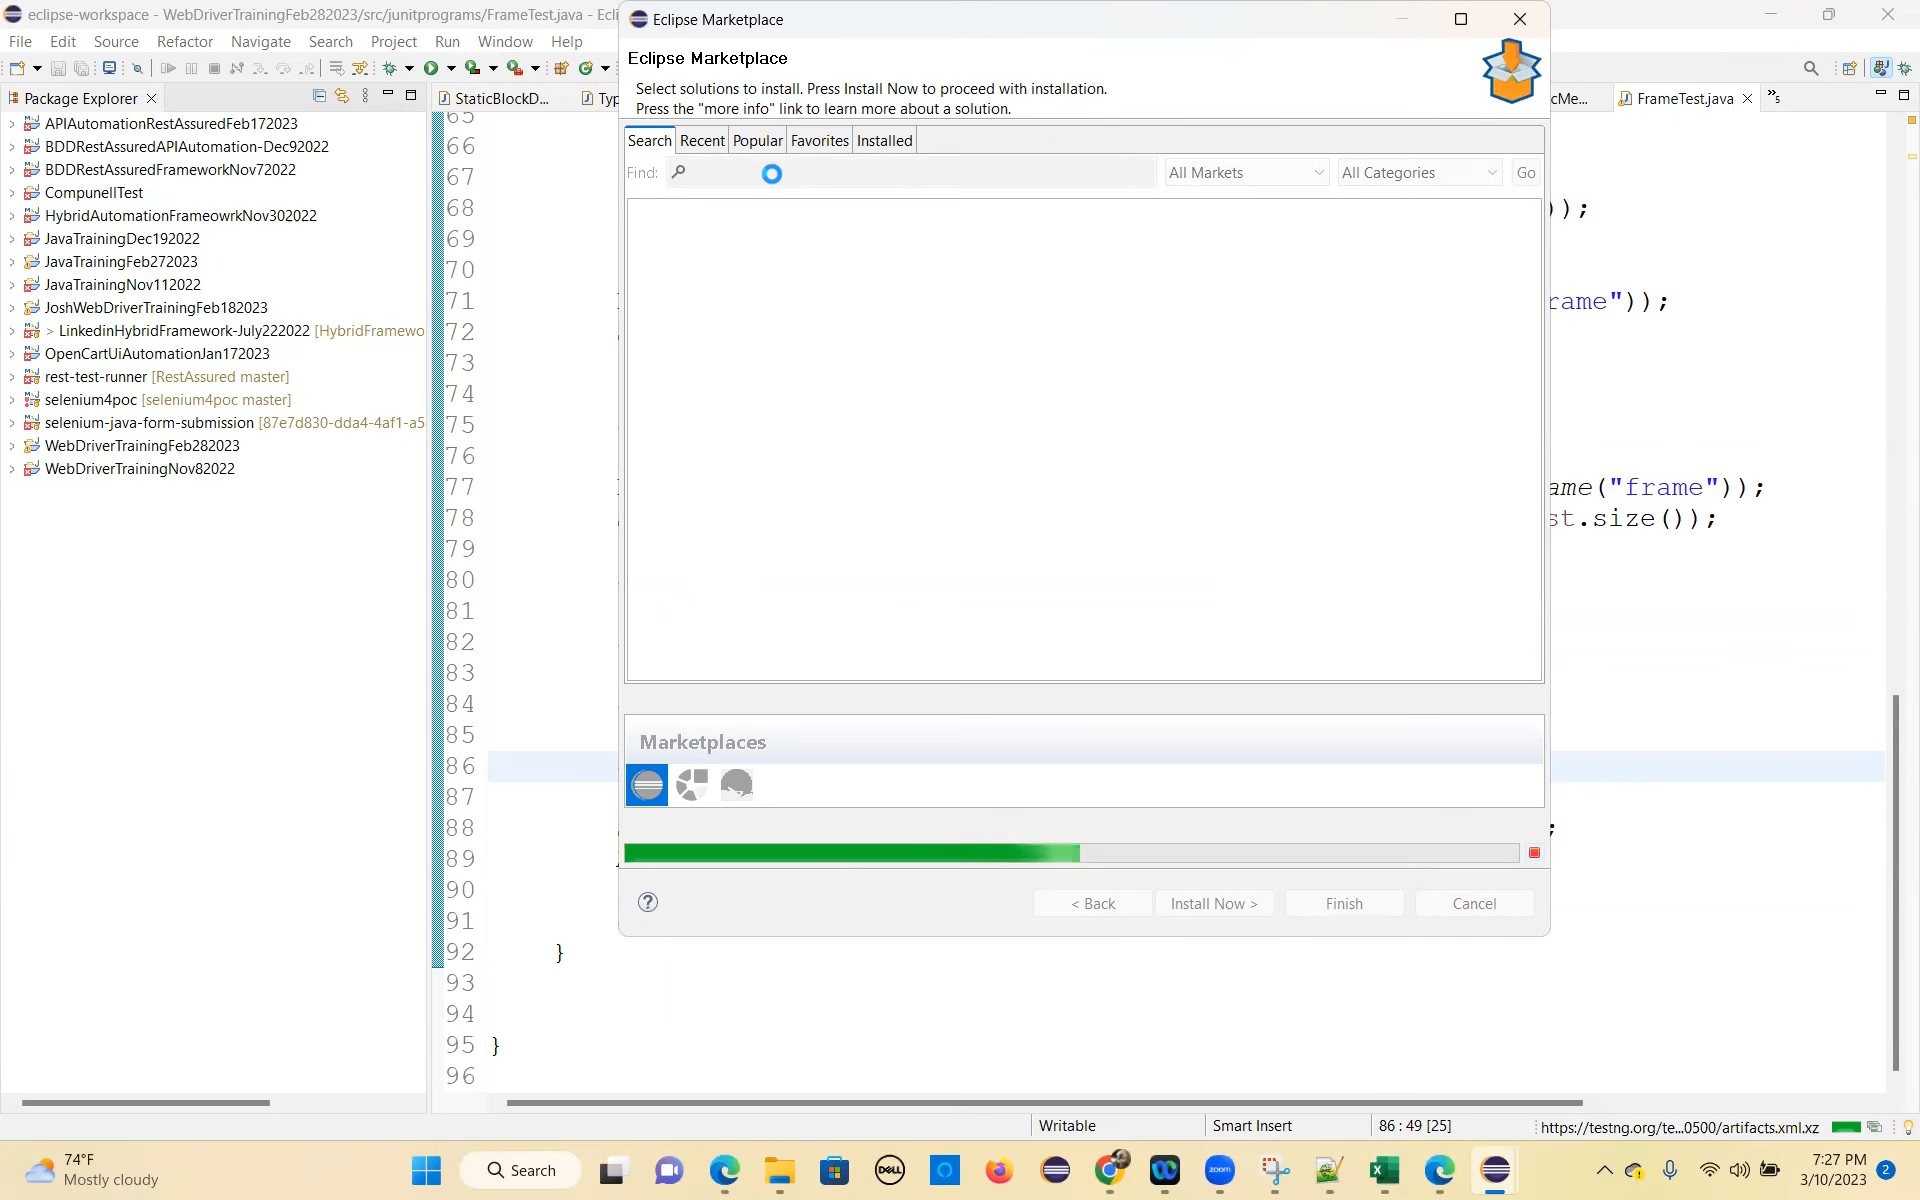 eclipse-workspace - WebDriverTrainingFeb282023/src/junitprograms/FrameTest.java - Ecli
Eclipse Marketplace
File Edit Source Refactor Navigate Search Project Run Window Help
Eclipse Marketplace
Select solutions to install. Press Install Now to proceed with installation.
Press the "more info" link to learn more about a solution.
Package Explorer
StaticBlockD...
Typ
cMe...
FrameTest.java
5
Search Recent Popular Favorites Installed
Find:
All Markets
All Categories
Go
APIAutomationRestAssuredFeb172023
BDDRestAssuredAPIAutomation-Dec92022
BDDRestAssuredFrameworkNov72022
CompunellTest
HybridAutomationFrameowrkNov302022
JavaTrainingDec192022
JavaTrainingFeb272023
JavaTrainingNov112022
JoshWebDriverTrainingFeb182023
> LinkedinHybridFramework-July222022 [HybridFramewo
OpenCartUiAutomationJan172023
rest-test-runner [RestAssured master]
selenium4poc [selenium4poc master]
selenium-java-form-submission [87e7d830-dda4-4af1-a5
WebDriverTrainingFeb282023
WebDriverTrainingNov82022
65
66
67
68 ));
69
70
71 rame"));
72
73
74
75
76
77 ame("frame"));
78 st.size());
79
80
81
82
83
84
85
86
87
88 ;
89
90
91
92 }
93
94
95 }
96
Marketplaces
?
< Back
Install Now >
Finish
Cancel
Writable
Smart Insert
86 : 49 [25]
https://testng.org/te...0500/artifacts.xml.xz
74°F
Mostly cloudy
Search
DELL
zoom
7:27 PM
3/10/2023
2